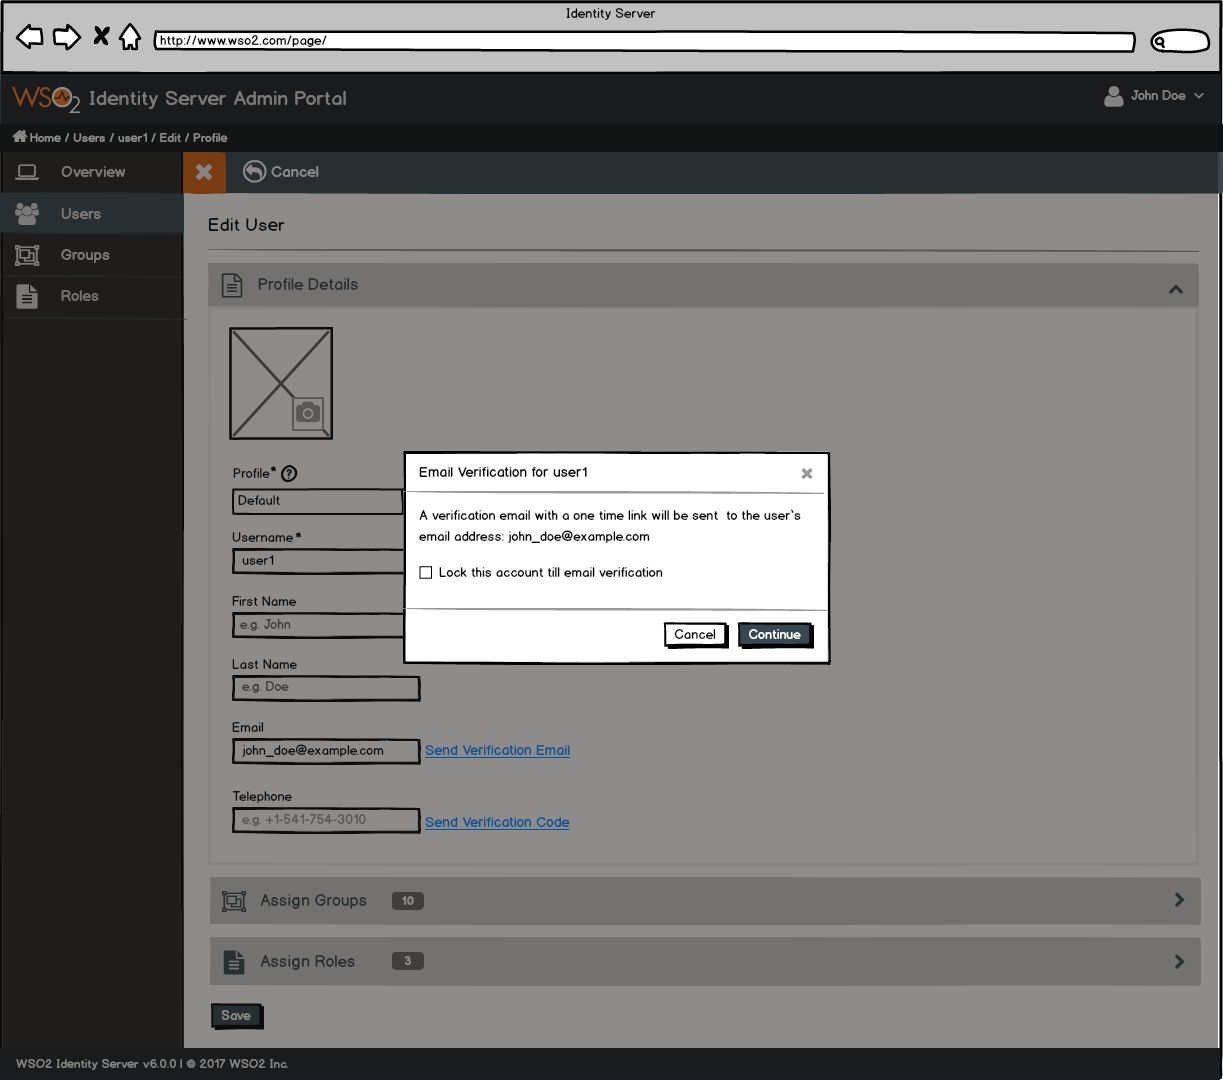 Identity Server
http://www.wso2.com/page/
WSO2 Identity Server Admin Portal
John Doe
Home / Users / user1 / Edit / Profile
Overview
Cancel
Users
Groups
Roles
Edit User
Profile Details
Profile* ?
Default
Username*
user1
First Name
e.g. John
Last Name
e.g. Doe
Email
john_doe@example.com Send Verification Email
Telephone
e.g. +1-541-754-3010 Send Verification Code
Email Verification for user1
A verification email with a one time link will be sent  to the user`s
email address: john_doe@example.com
Lock this account till email verification
Cancel Continue
Assign Groups 10
Assign Roles 3
Save
WSO2 Identity Server v6.0.0 | © 2017 WSO2 Inc.